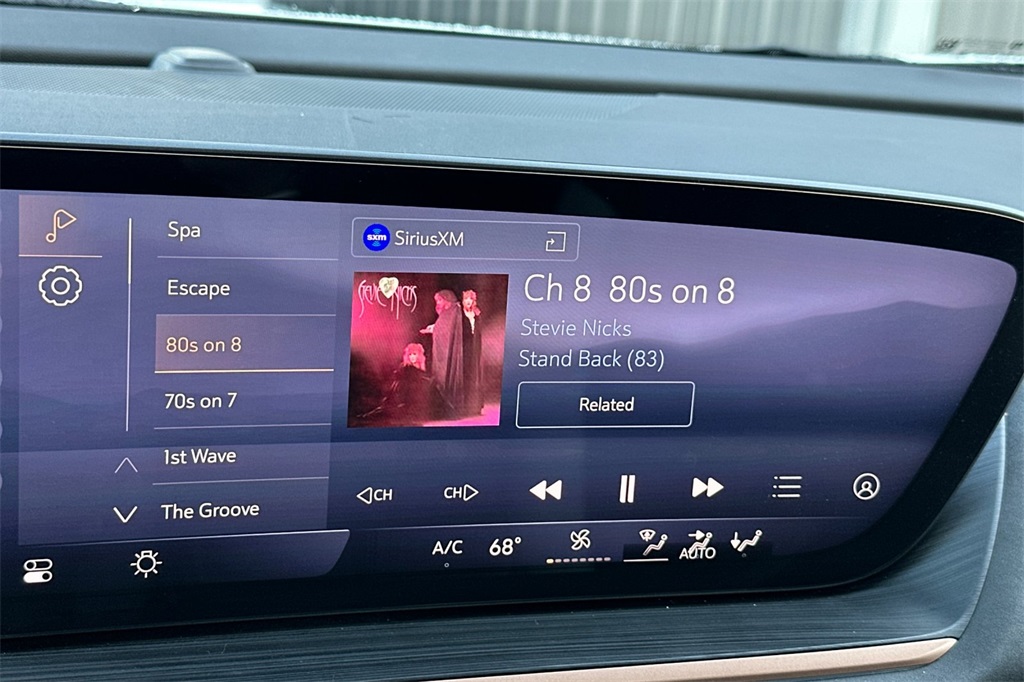 Spa
Escape
80s on 8
70s on 7
1st Wave
The Groove
sxm SiriusXM
STEVIE NICKS
Ch 8 80s on 8
Stevie Nicks
Stand Back (83)
Related
CH
CH
A/C
68°
AUTO